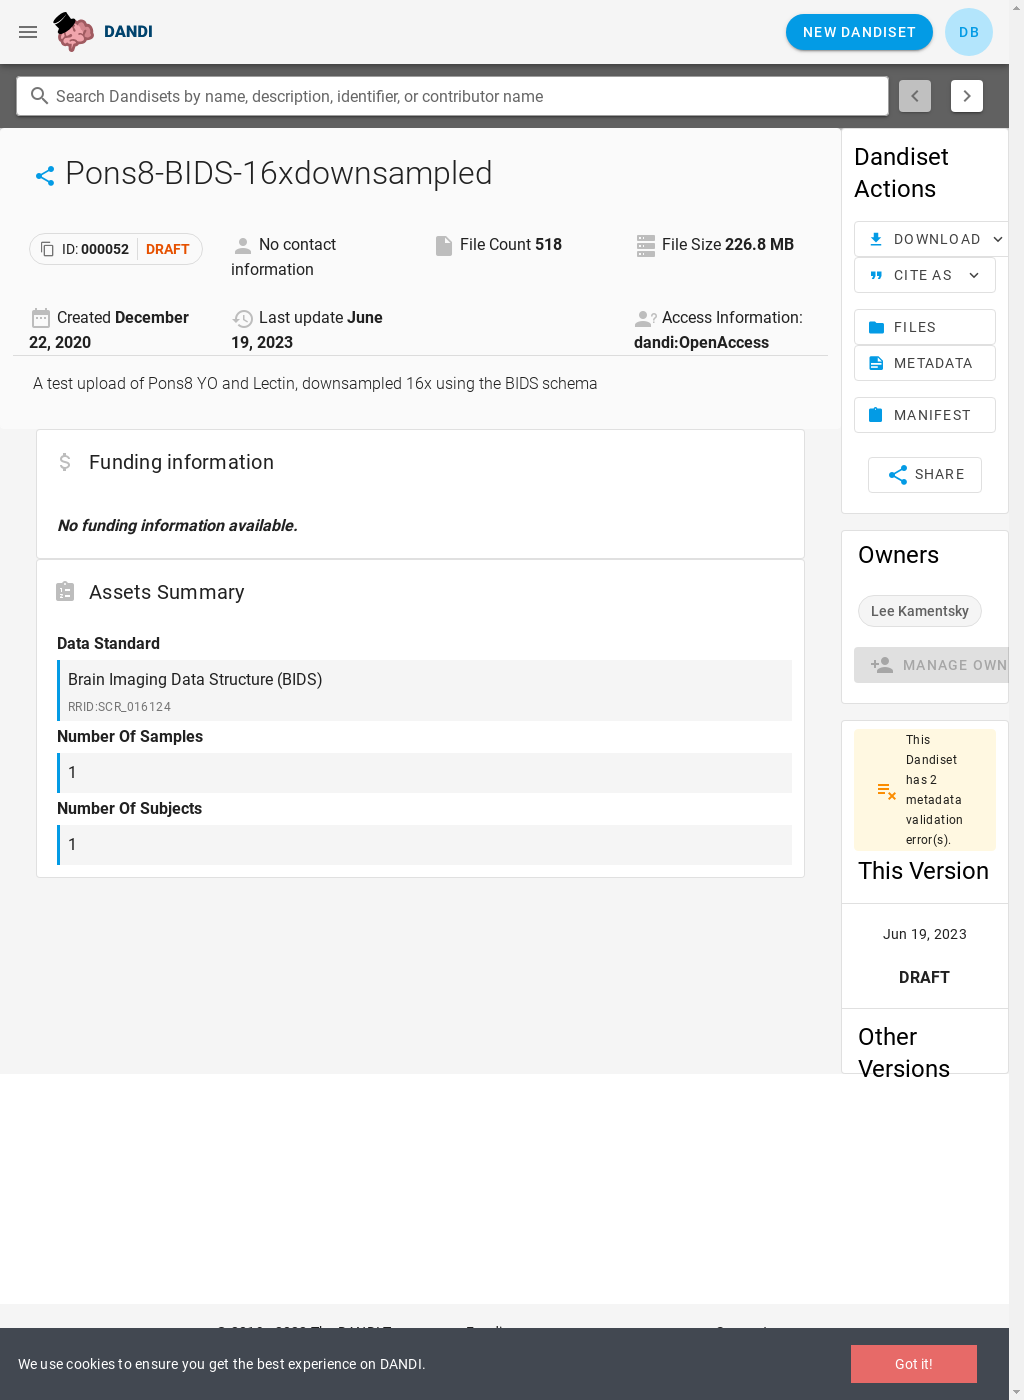 DANDI
NEW DANDISET
DB
Search Dandisets by name, description, identifier, or contributor name
Pons8-BIDS-16xdownsampled
ID: 000052 DRAFT
No contact
information
File Count 518
File Size 226.8 MB
Created December
22, 2020
Last update June
19, 2023
Access Information:
dandi:OpenAccess
A test upload of Pons8 YO and Lectin, downsampled 16x using the BIDS schema
Funding information
No funding information available.
Assets Summary
Data Standard
Brain Imaging Data Structure (BIDS)
RRID:SCR_016124
Number Of Samples
1
Number Of Subjects
1
Dandiset
Actions
DOWNLOAD
CITE AS
FILES
METADATA
MANIFEST
SHARE
Owners
Lee Kamentsky
MANAGE OWN
This
Dandiset
has 2
metadata
validation
error(s).
This Version
Jun 19, 2023
DRAFT
Other
Versions
We use cookies to ensure you get the best experience on DANDI.
Got it!